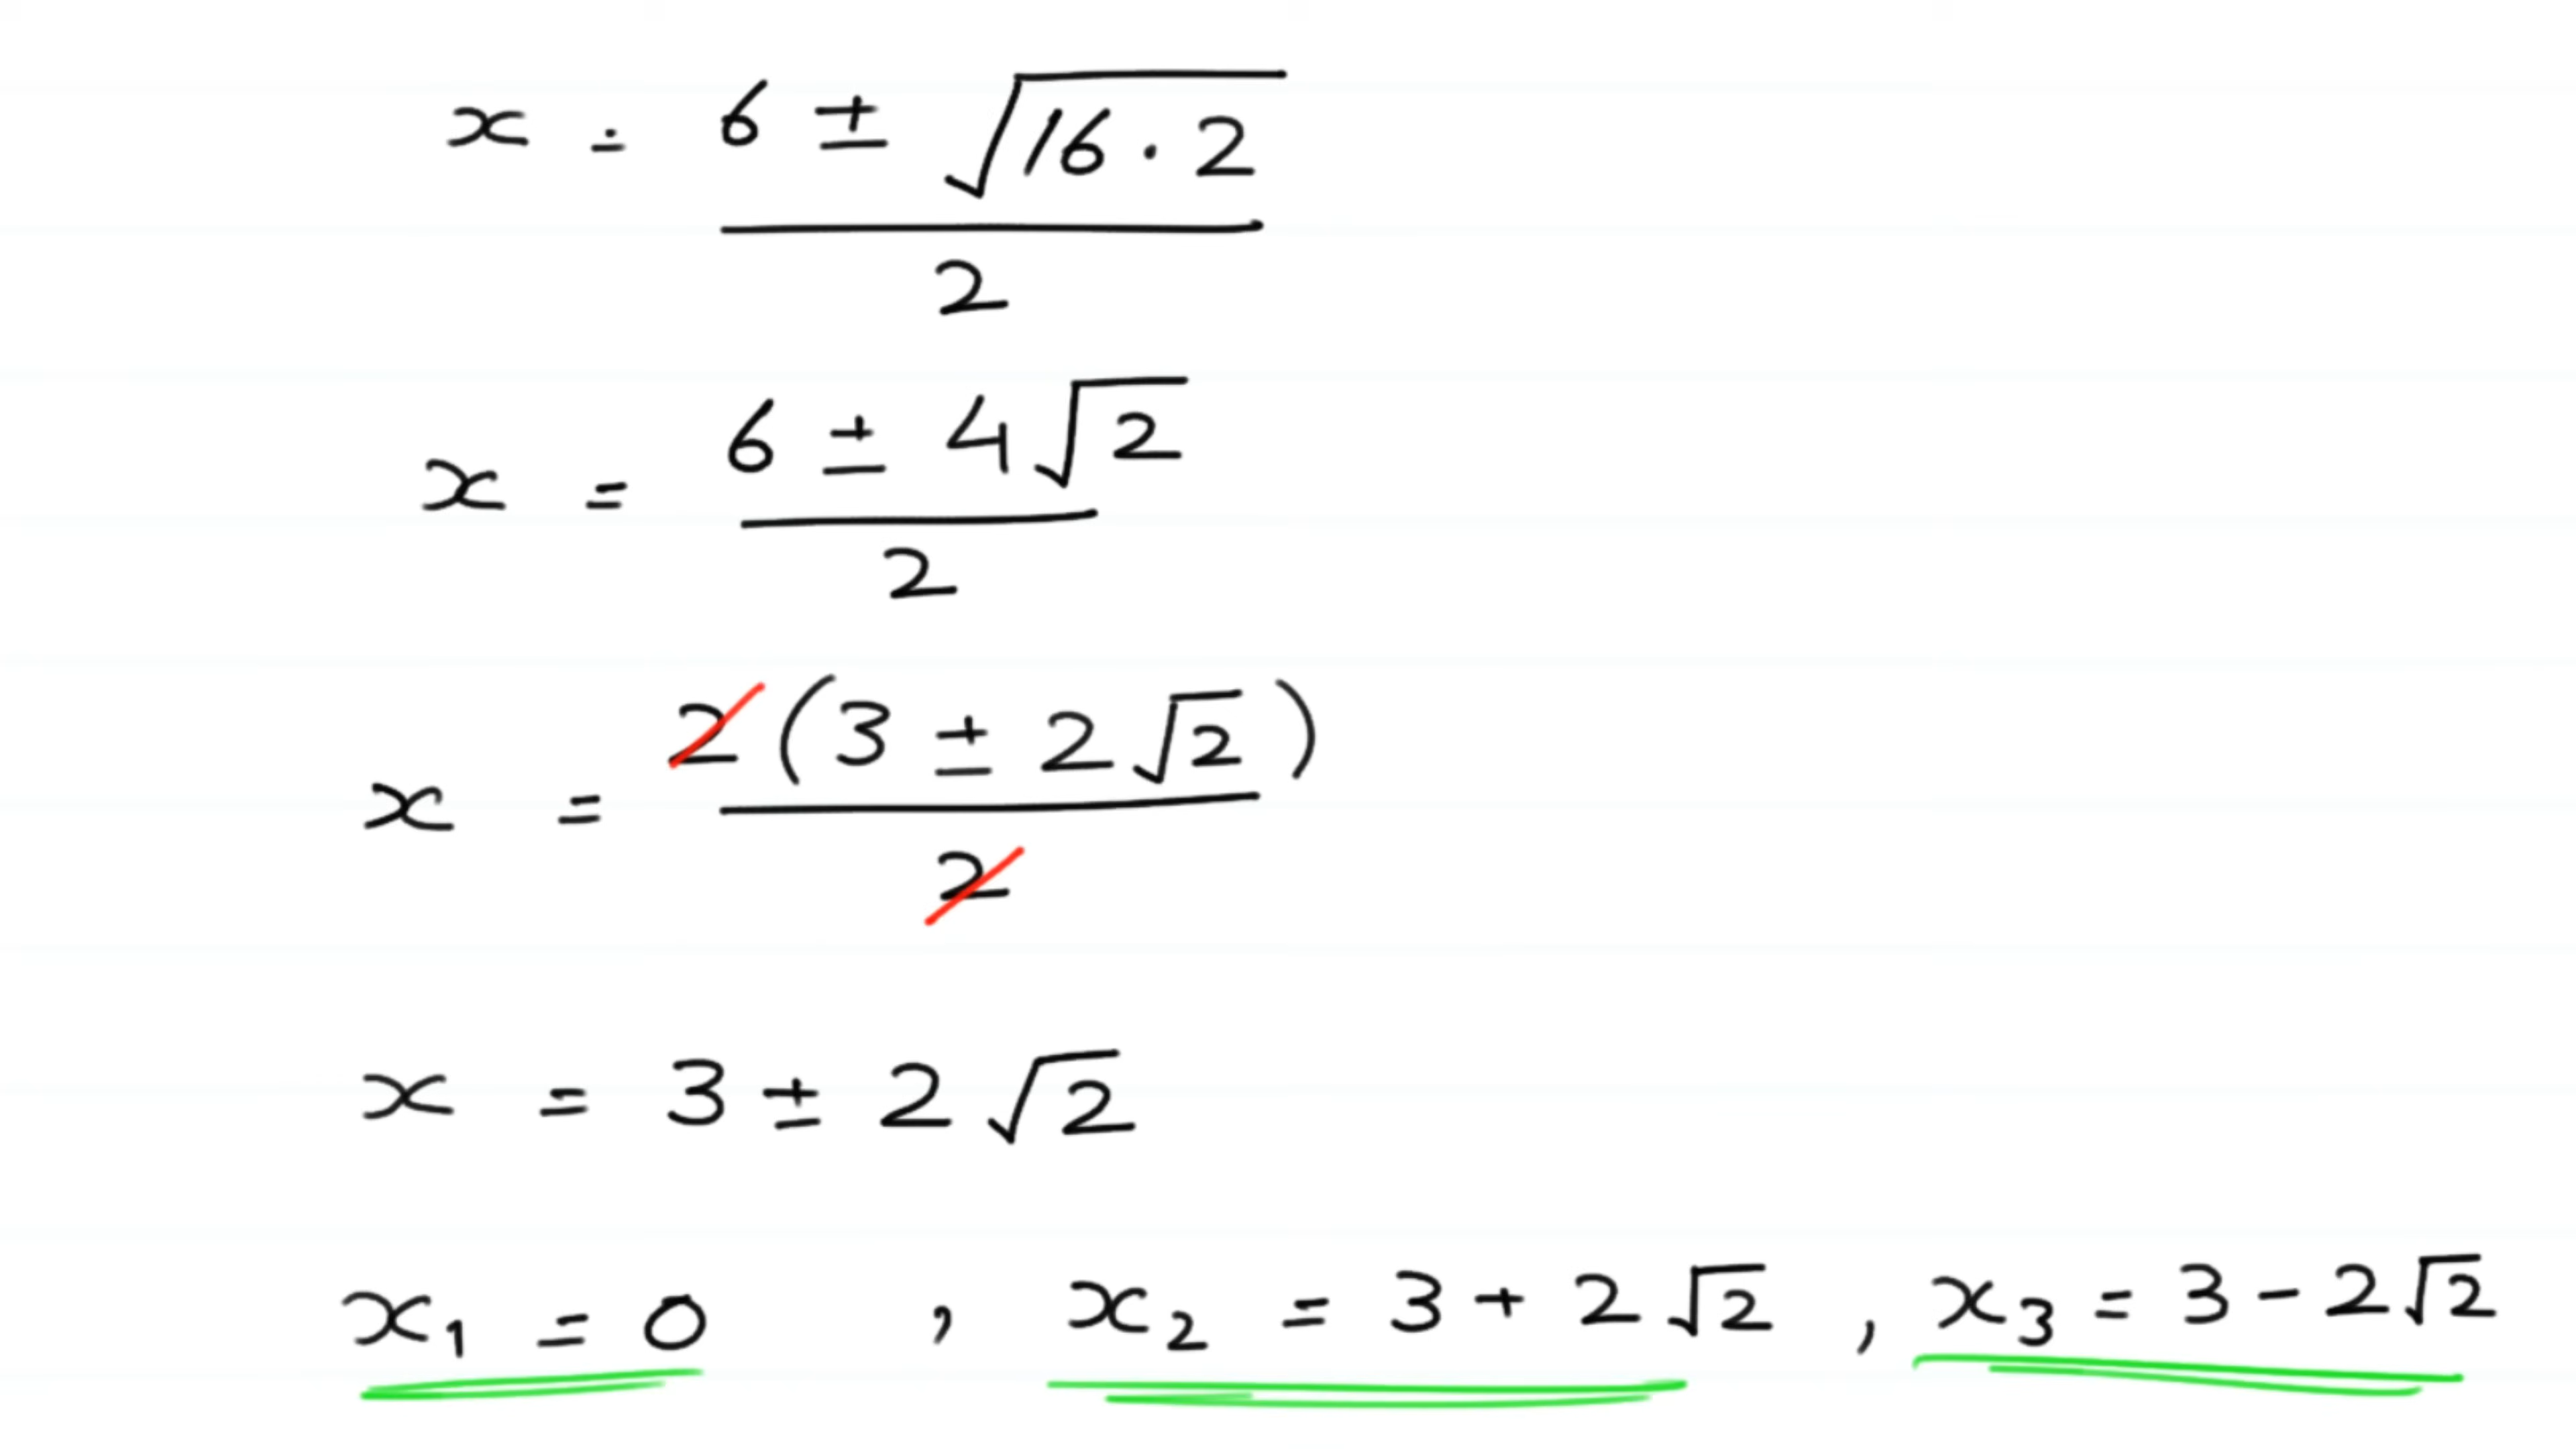 x = (6 ± √(16 · 2)) / 2
x = (6 ± 4√2) / 2
x = 2(3 ± 2√2) / 2
x = 3 ± 2√2
x₁ = 0 , x₂ = 3 + 2√2 , x₃ = 3 - 2√2